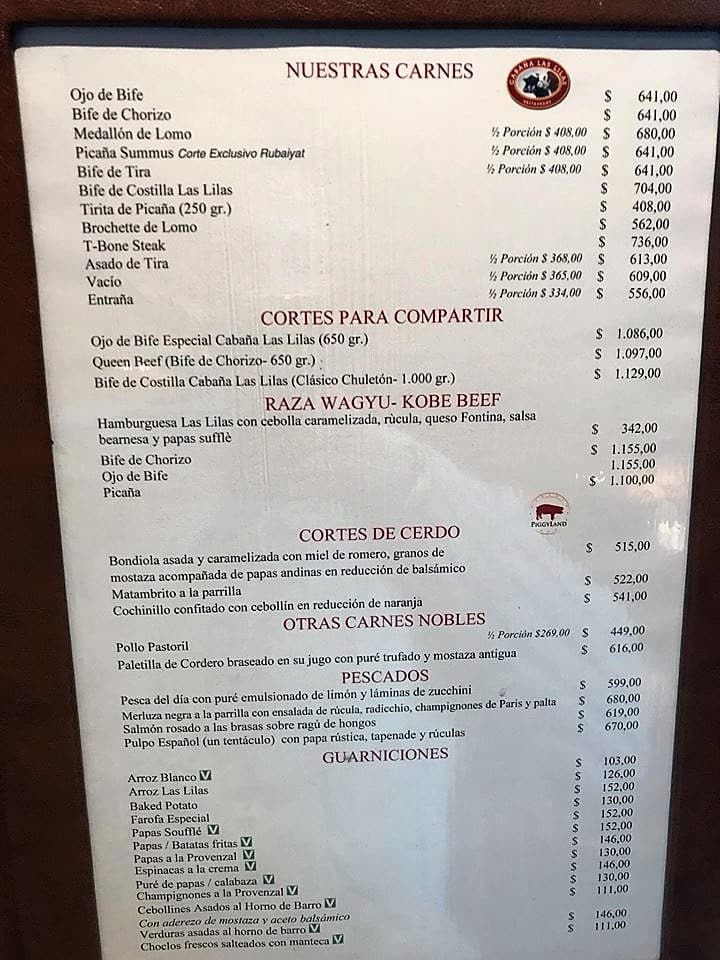 NUESTRAS CARNES
CABAÑA LAS LILAS
RESTAURANT
Ojo de Bife $ 641,00
Bife de Chorizo $ 641,00
Medallón de Lomo ½ Porción $ 408,00 $ 680,00
Picaña Summus Corte Exclusivo Rubaiyat ½ Porción $ 408,00 $ 641,00
Bife de Tira ½ Porción $ 408,00 $ 641,00
Bife de Costilla Las Lilas $ 704,00
Tirita de Picaña (250 gr.) $ 408,00
Brochette de Lomo $ 562,00
T-Bone Steak $ 736,00
Asado de Tira ½ Porción $ 368,00 $ 613,00
Vacío ½ Porción $ 365,00 $ 609,00
Entraña ½ Porción $ 334,00 $ 556,00
CORTES PARA COMPARTIR
Ojo de Bife Especial Cabaña Las Lilas (650 gr.) $ 1.086,00
Queen Beef (Bife de Chorizo- 650 gr.) $ 1.097,00
Bife de Costilla Cabaña Las Lilas (Clásico Chuletón- 1.000 gr.) $ 1.129,00
RAZA WAGYU- KOBE BEEF
Hamburguesa Las Lilas con cebolla caramelizada, rùcula, queso Fontina, salsa
bearnesa y papas sufflè $ 342,00
Bife de Chorizo $ 1.155,00
Ojo de Bife 1.155,00
Picaña $ 1.100,00
PIGGYLAND
CORTES DE CERDO
Bondiola asada y caramelizada con miel de romero, granos de $ 515,00
mostaza acompañada de papas andinas en reducción de balsámico
Matambrito a la parrilla $ 522,00
Cochinillo confitado con cebollín en reducción de naranja $ 541,00
OTRAS CARNES NOBLES
Pollo Pastoril ½ Porción $269,00 $ 449,00
Paletilla de Cordero braseado en su jugo con puré trufado y mostaza antigua $ 616,00
PESCADOS
Pesca del día con puré emulsionado de limón y láminas de zucchini $ 599,00
Merluza negra a la parrilla con ensalada de rúcula, radicchio, champignones de Paris y palta $ 680,00
Salmón rosado a las brasas sobre ragú de hongos $ 619,00
Pulpo Español (un tentáculo) con papa rústica, tapenade y rúculas $ 670,00
GUARNICIONES
Arroz Blanco V $ 103,00
Arroz Las Lilas $ 126,00
Baked Potato $ 152,00
Farofa Especial $ 130,00
Papas Soufflé V $ 152,00
Papas / Batatas fritas V $ 152,00
Papas a la Provenzal V $ 146,00
Espinacas a la crema V $ 130,00
Puré de papas / calabaza V $ 146,00
Champignones a la Provenzal V $ 130,00
Cebollines Asados al Horno de Barro V $ 111,00
Con aderezo de mostaza y aceto balsámico
Verduras asadas al horno de barro V $ 146,00
Choclos frescos salteados con manteca V $ 111,00